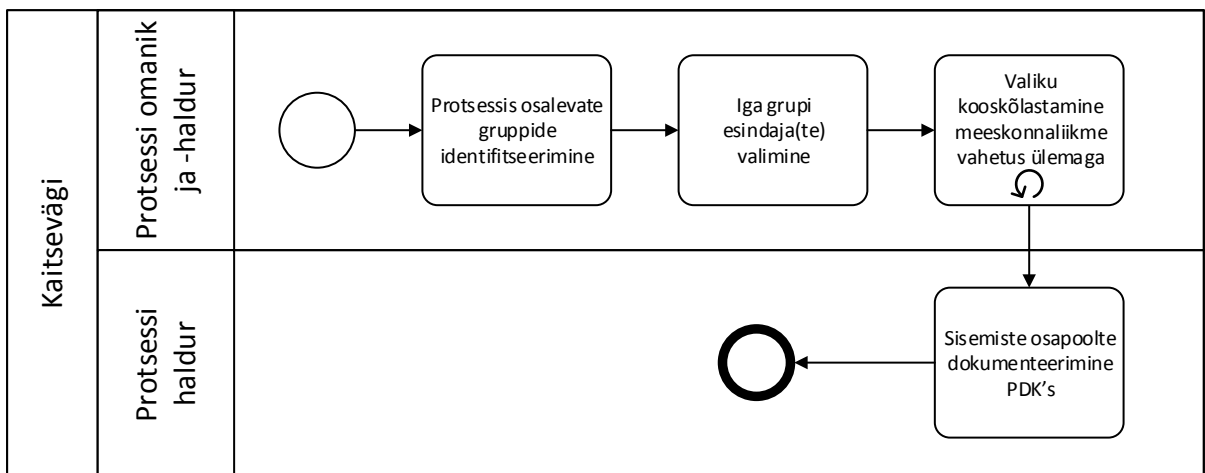 Kaitsevägi
Protsessi omanik
ja -haldur
Protsessis osalevate
gruppide
identifitseerimine
Iga grupi
esindaja(te)
valimine
Valiku
kooskõlastamine
meeskonnaliikme
vahetus ülemaga
Protsessi
haldur
Sisemiste osapoolte
dokumenteerimine
PDK's